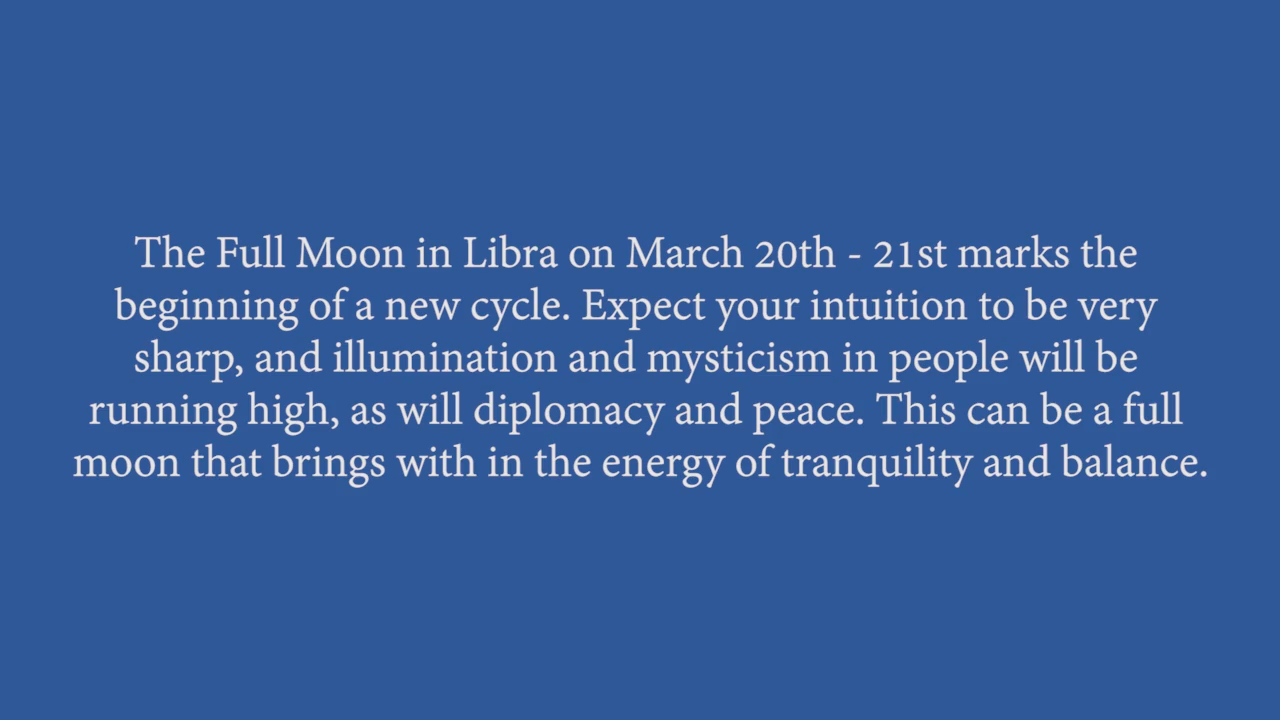 The Full Moon in Libra on March 20th - 21st marks the
beginning of a new cycle. Expect your intuition to be very
sharp, and illumination and mysticism in people will be
running high, as will diplomacy and peace. This can be a full
moon that brings with in the energy of tranquility and balance.